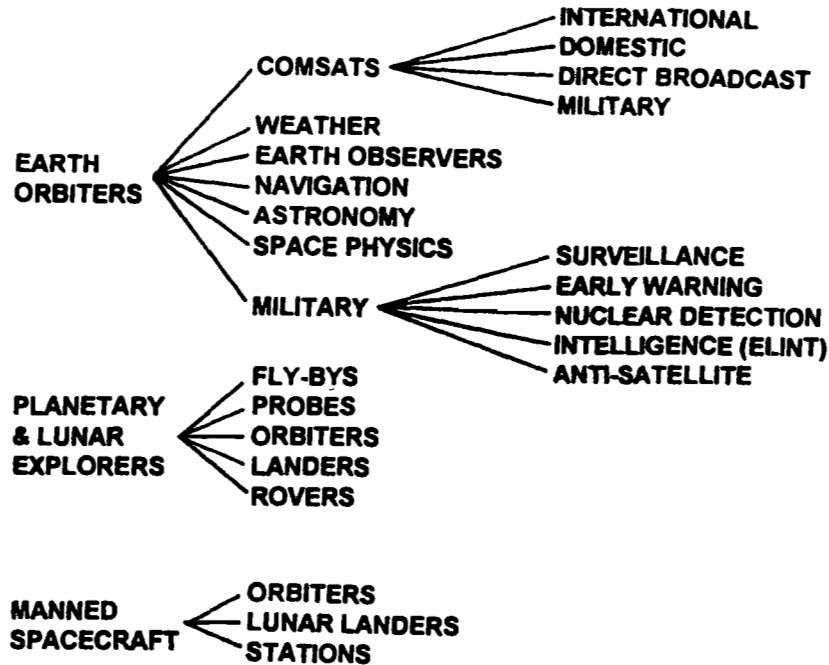 EARTH
ORBITERS
COMSATS
INTERNATIONAL
DOMESTIC
DIRECT BROADCAST
MILITARY
WEATHER
EARTH OBSERVERS
NAVIGATION
ASTRONOMY
SPACE PHYSICS
MILITARY
SURVEILLANCE
EARLY WARNING
NUCLEAR DETECTION
INTELLIGENCE (ELINT)
ANTI-SATELLITE
PLANETARY
& LUNAR
EXPLORERS
FLY-BYS
PROBES
ORBITERS
LANDERS
ROVERS
MANNED
SPACECRAFT
ORBITERS
LUNAR LANDERS
STATIONS